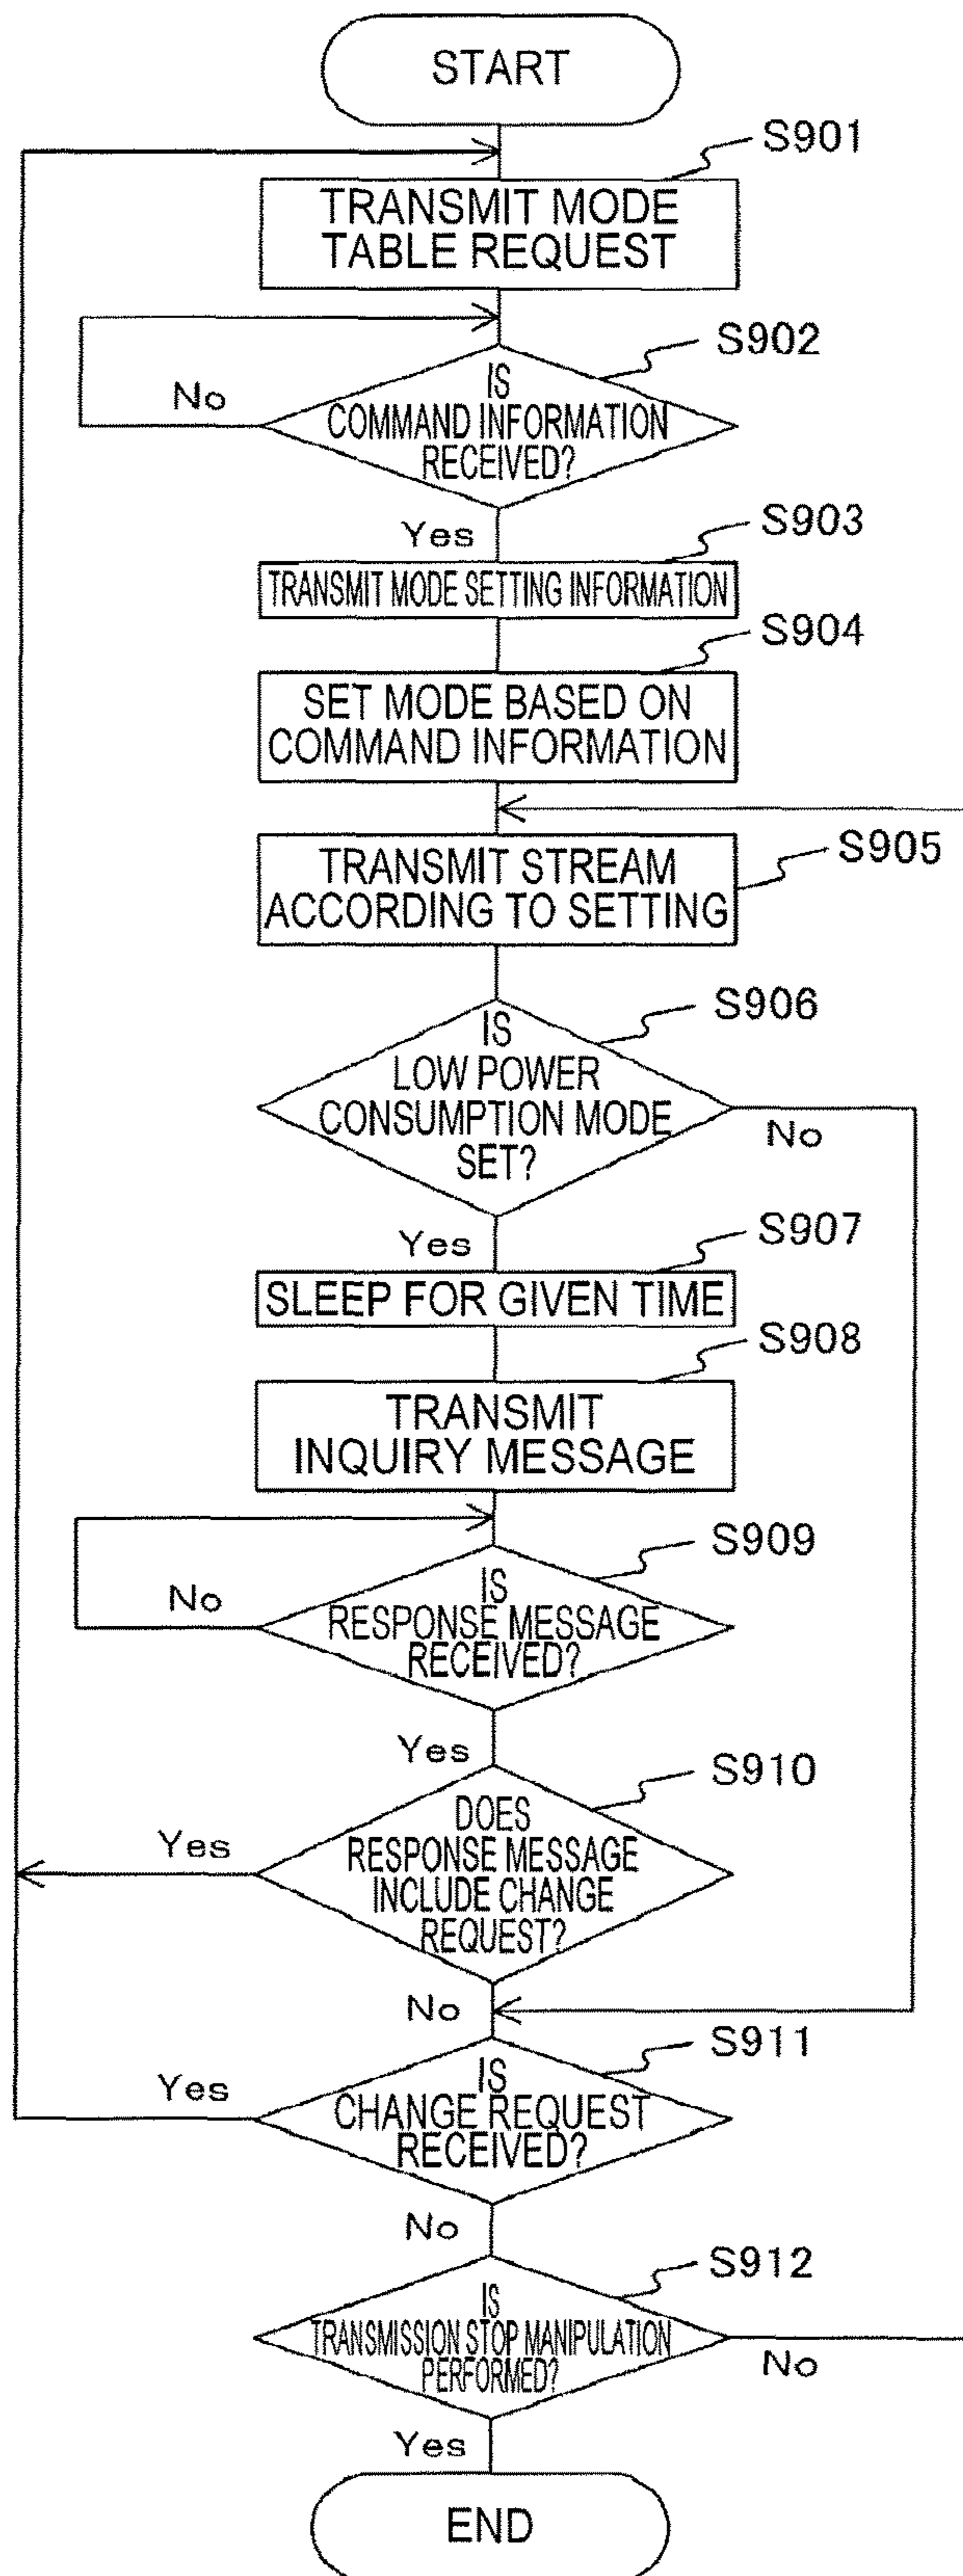 START
S901
TRANSMIT MODE
TABLE REQUEST
S902
No
IS
COMMAND INFORMATION
RECEIVED?
Yes
S903
TRANSMIT MODE SETTING INFORMATION
S904
SET MODE BASED ON
COMMAND INFORMATION
S905
TRANSMIT STREAM
ACCORDING TO SETTING
S906
IS
LOW POWER
CONSUMPTION MODE
SET?
No
Yes
S907
SLEEP FOR GIVEN TIME
S908
TRANSMIT
INQUIRY MESSAGE
S909
No
IS
RESPONSE MESSAGE
RECEIVED?
Yes
S910
Yes
DOES
RESPONSE MESSAGE
INCLUDE CHANGE
REQUEST?
No
S911
Yes
IS
CHANGE REQUEST
RECEIVED?
No
S912
IS
TRANSMISSION STOP MANIPULATION
PERFORMED?
No
Yes
END